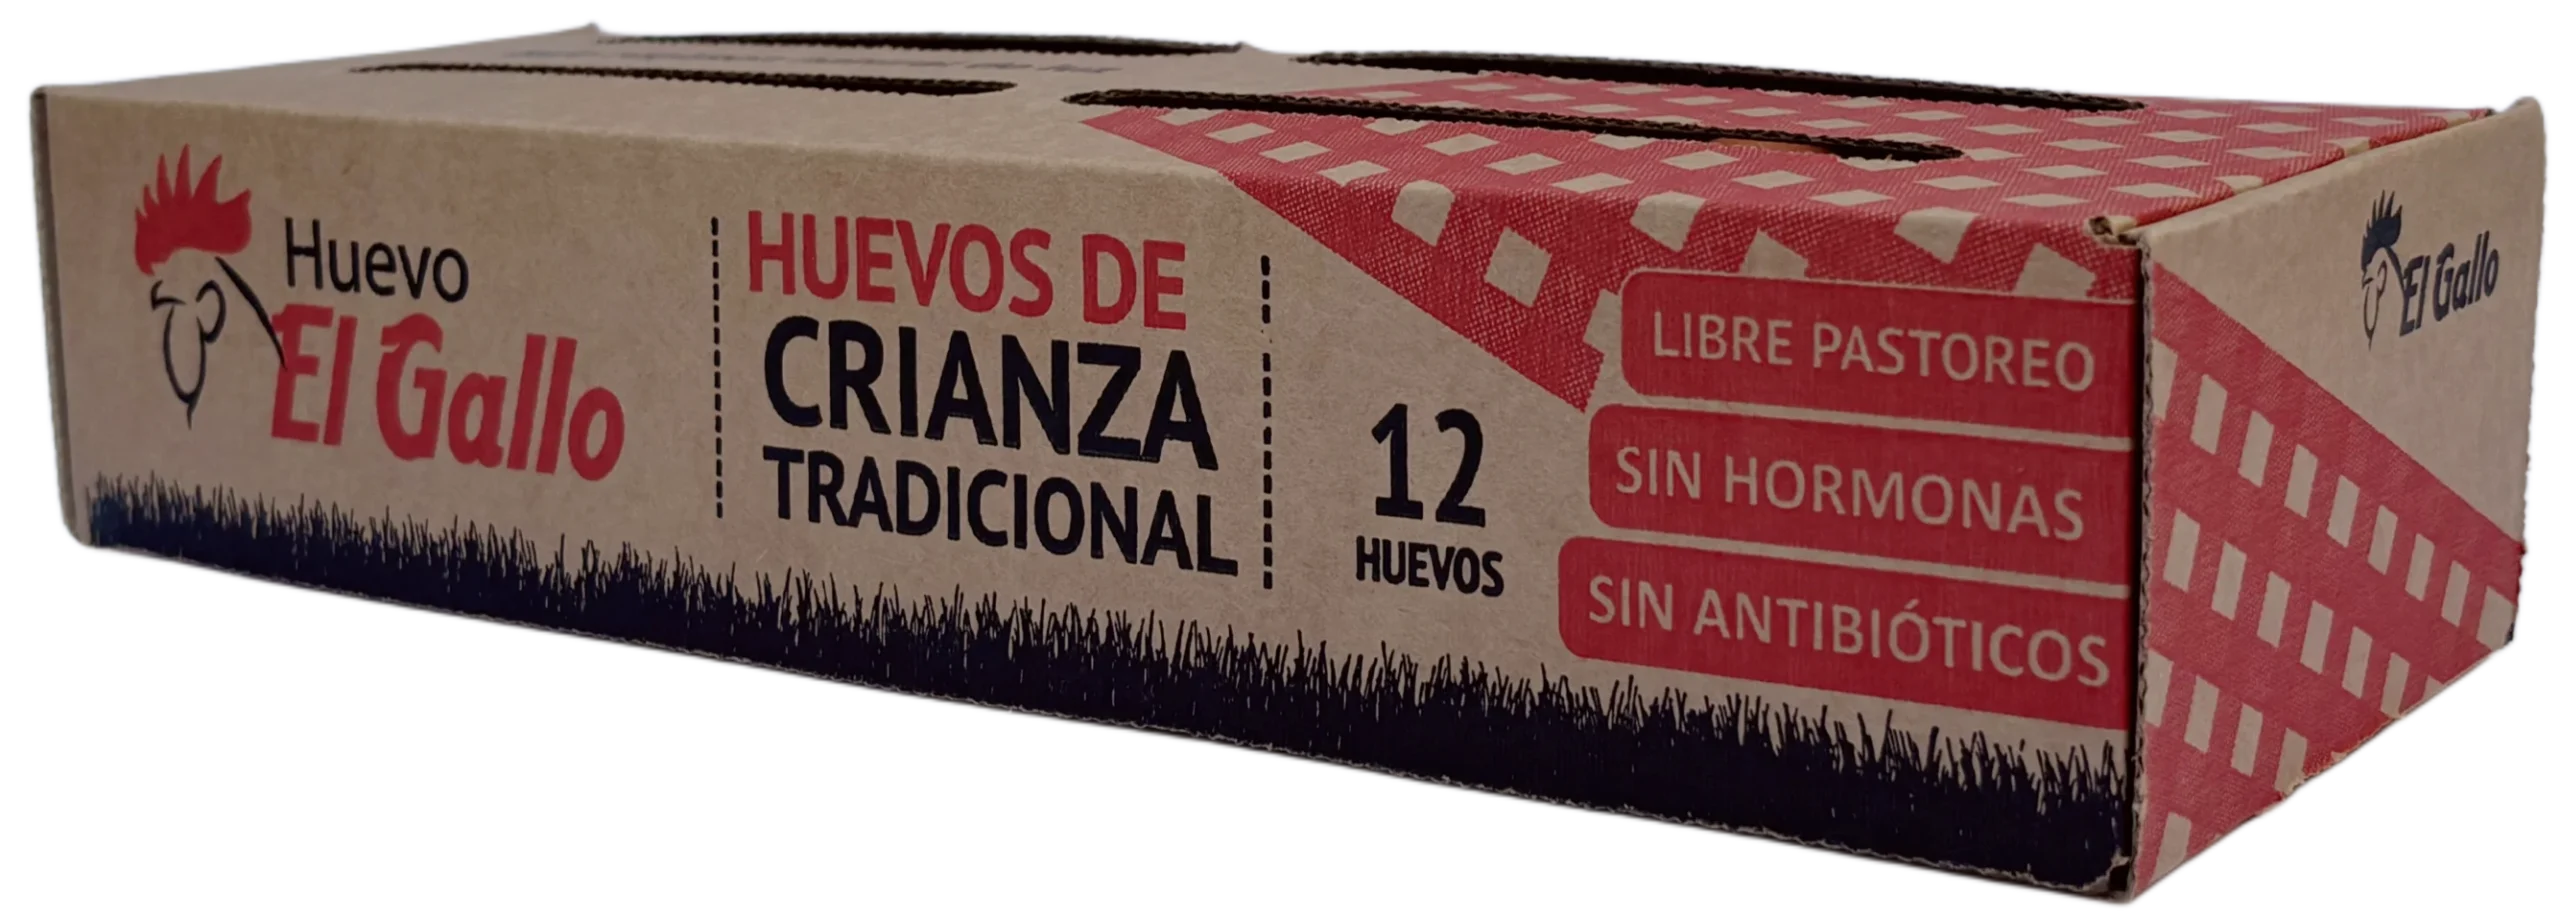 Huevo
El Gallo
HUEVOS DE
CRIANZA
TRADICIONAL
12
HUEVOS
LIBRE PASTOREO
SIN HORMONAS
SIN ANTIBIÓTICOS
El Gallo